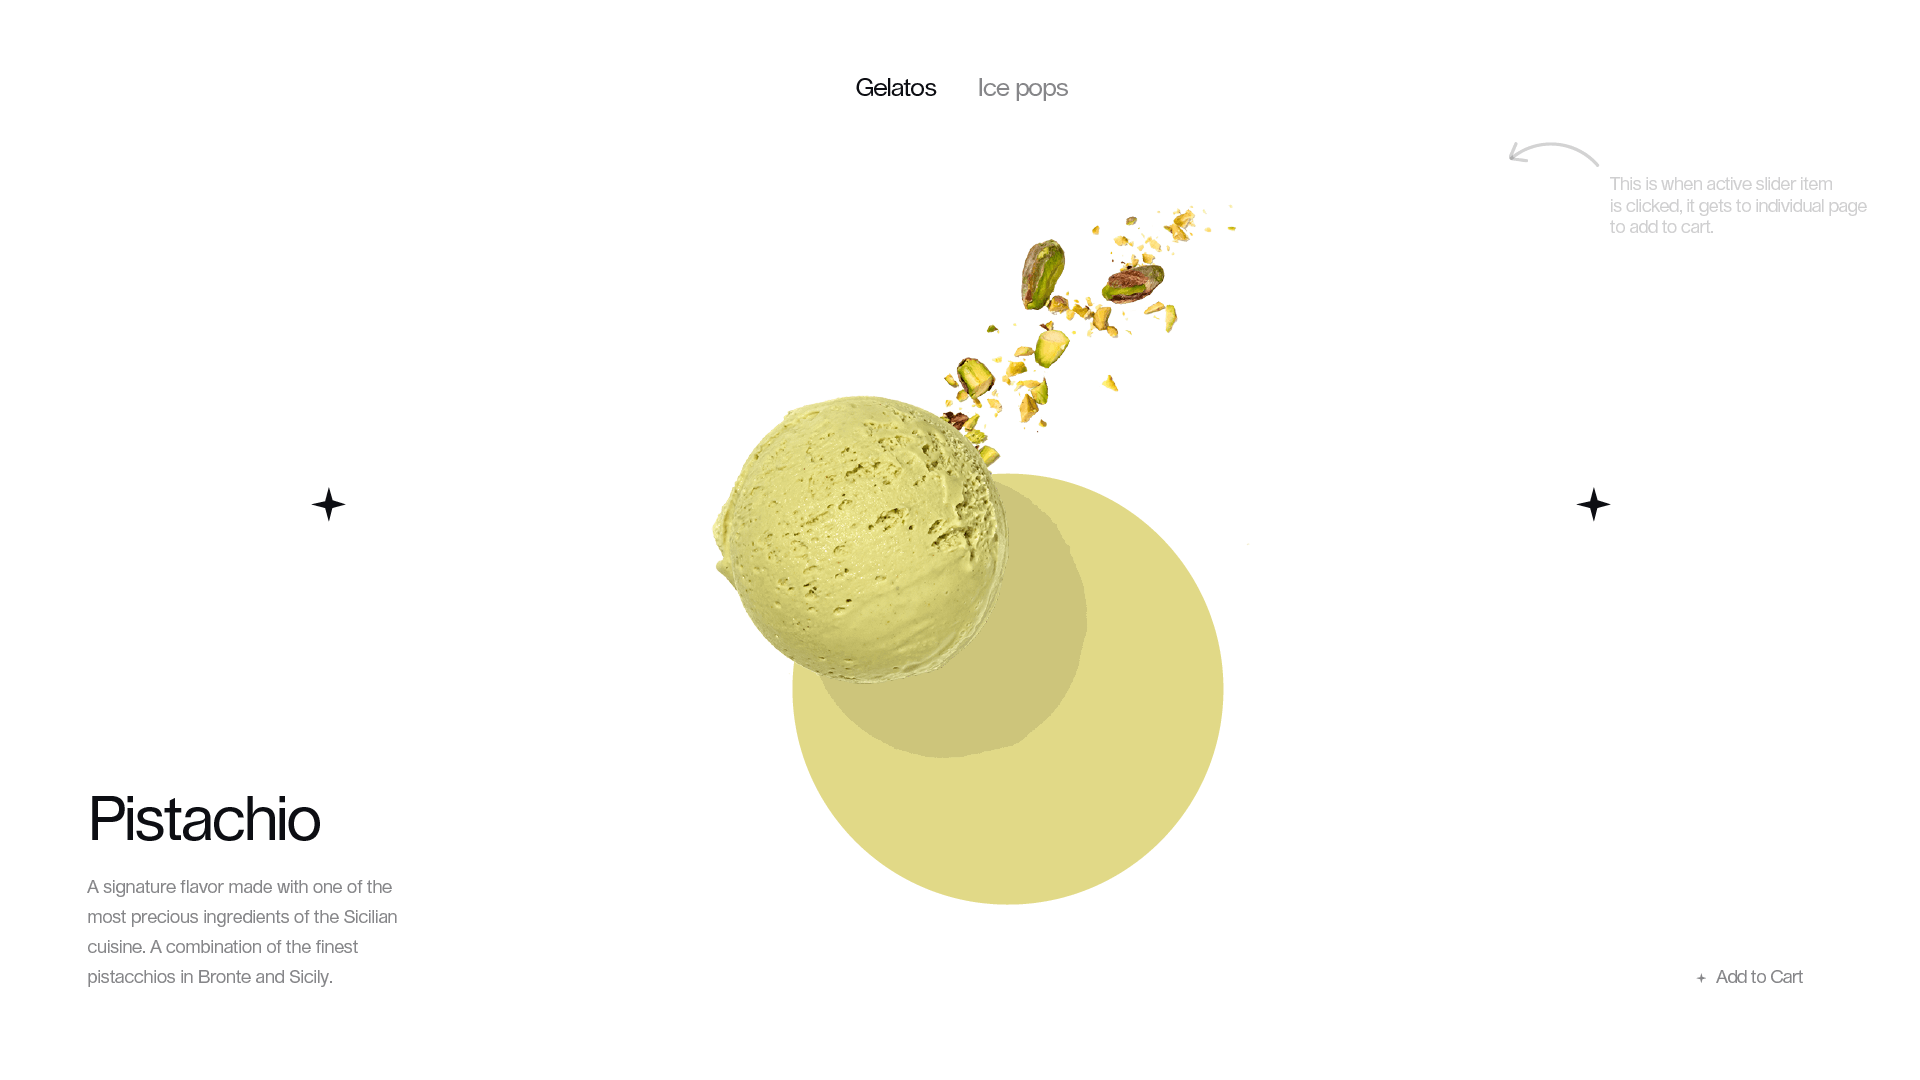 Gelatos Ice pops
This is when active slider item
is clicked, it gets to individual page
to add to cart.
Pistachio
A signature flavor made with one of the
most precious ingredients of the Sicilian
cuisine. A combination of the finest
pistacchios in Bronte and Sicily.
Add to Cart